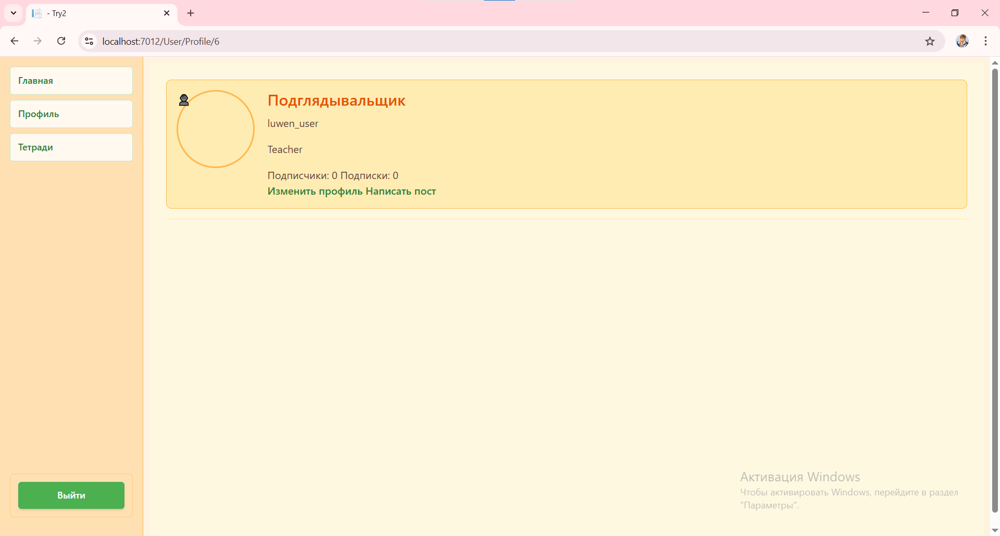 - Try2
localhost:7012/User/Profile/6
Главная
Профиль
Тетради
Выйти
Подглядывальщик
luwen_user
Teacher
Подписчики: 0 Подписки: 0
Изменить профиль Написать пост
Активация Windows
Чтобы активировать Windows, перейдите в раздел
"Параметры".